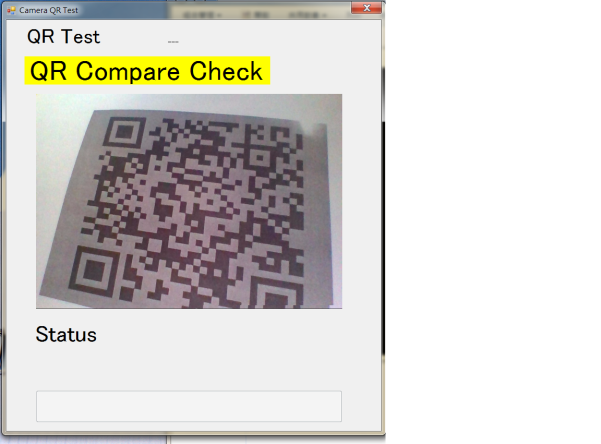 Camera QR Test
QR Test
---
QR Compare Check
Status